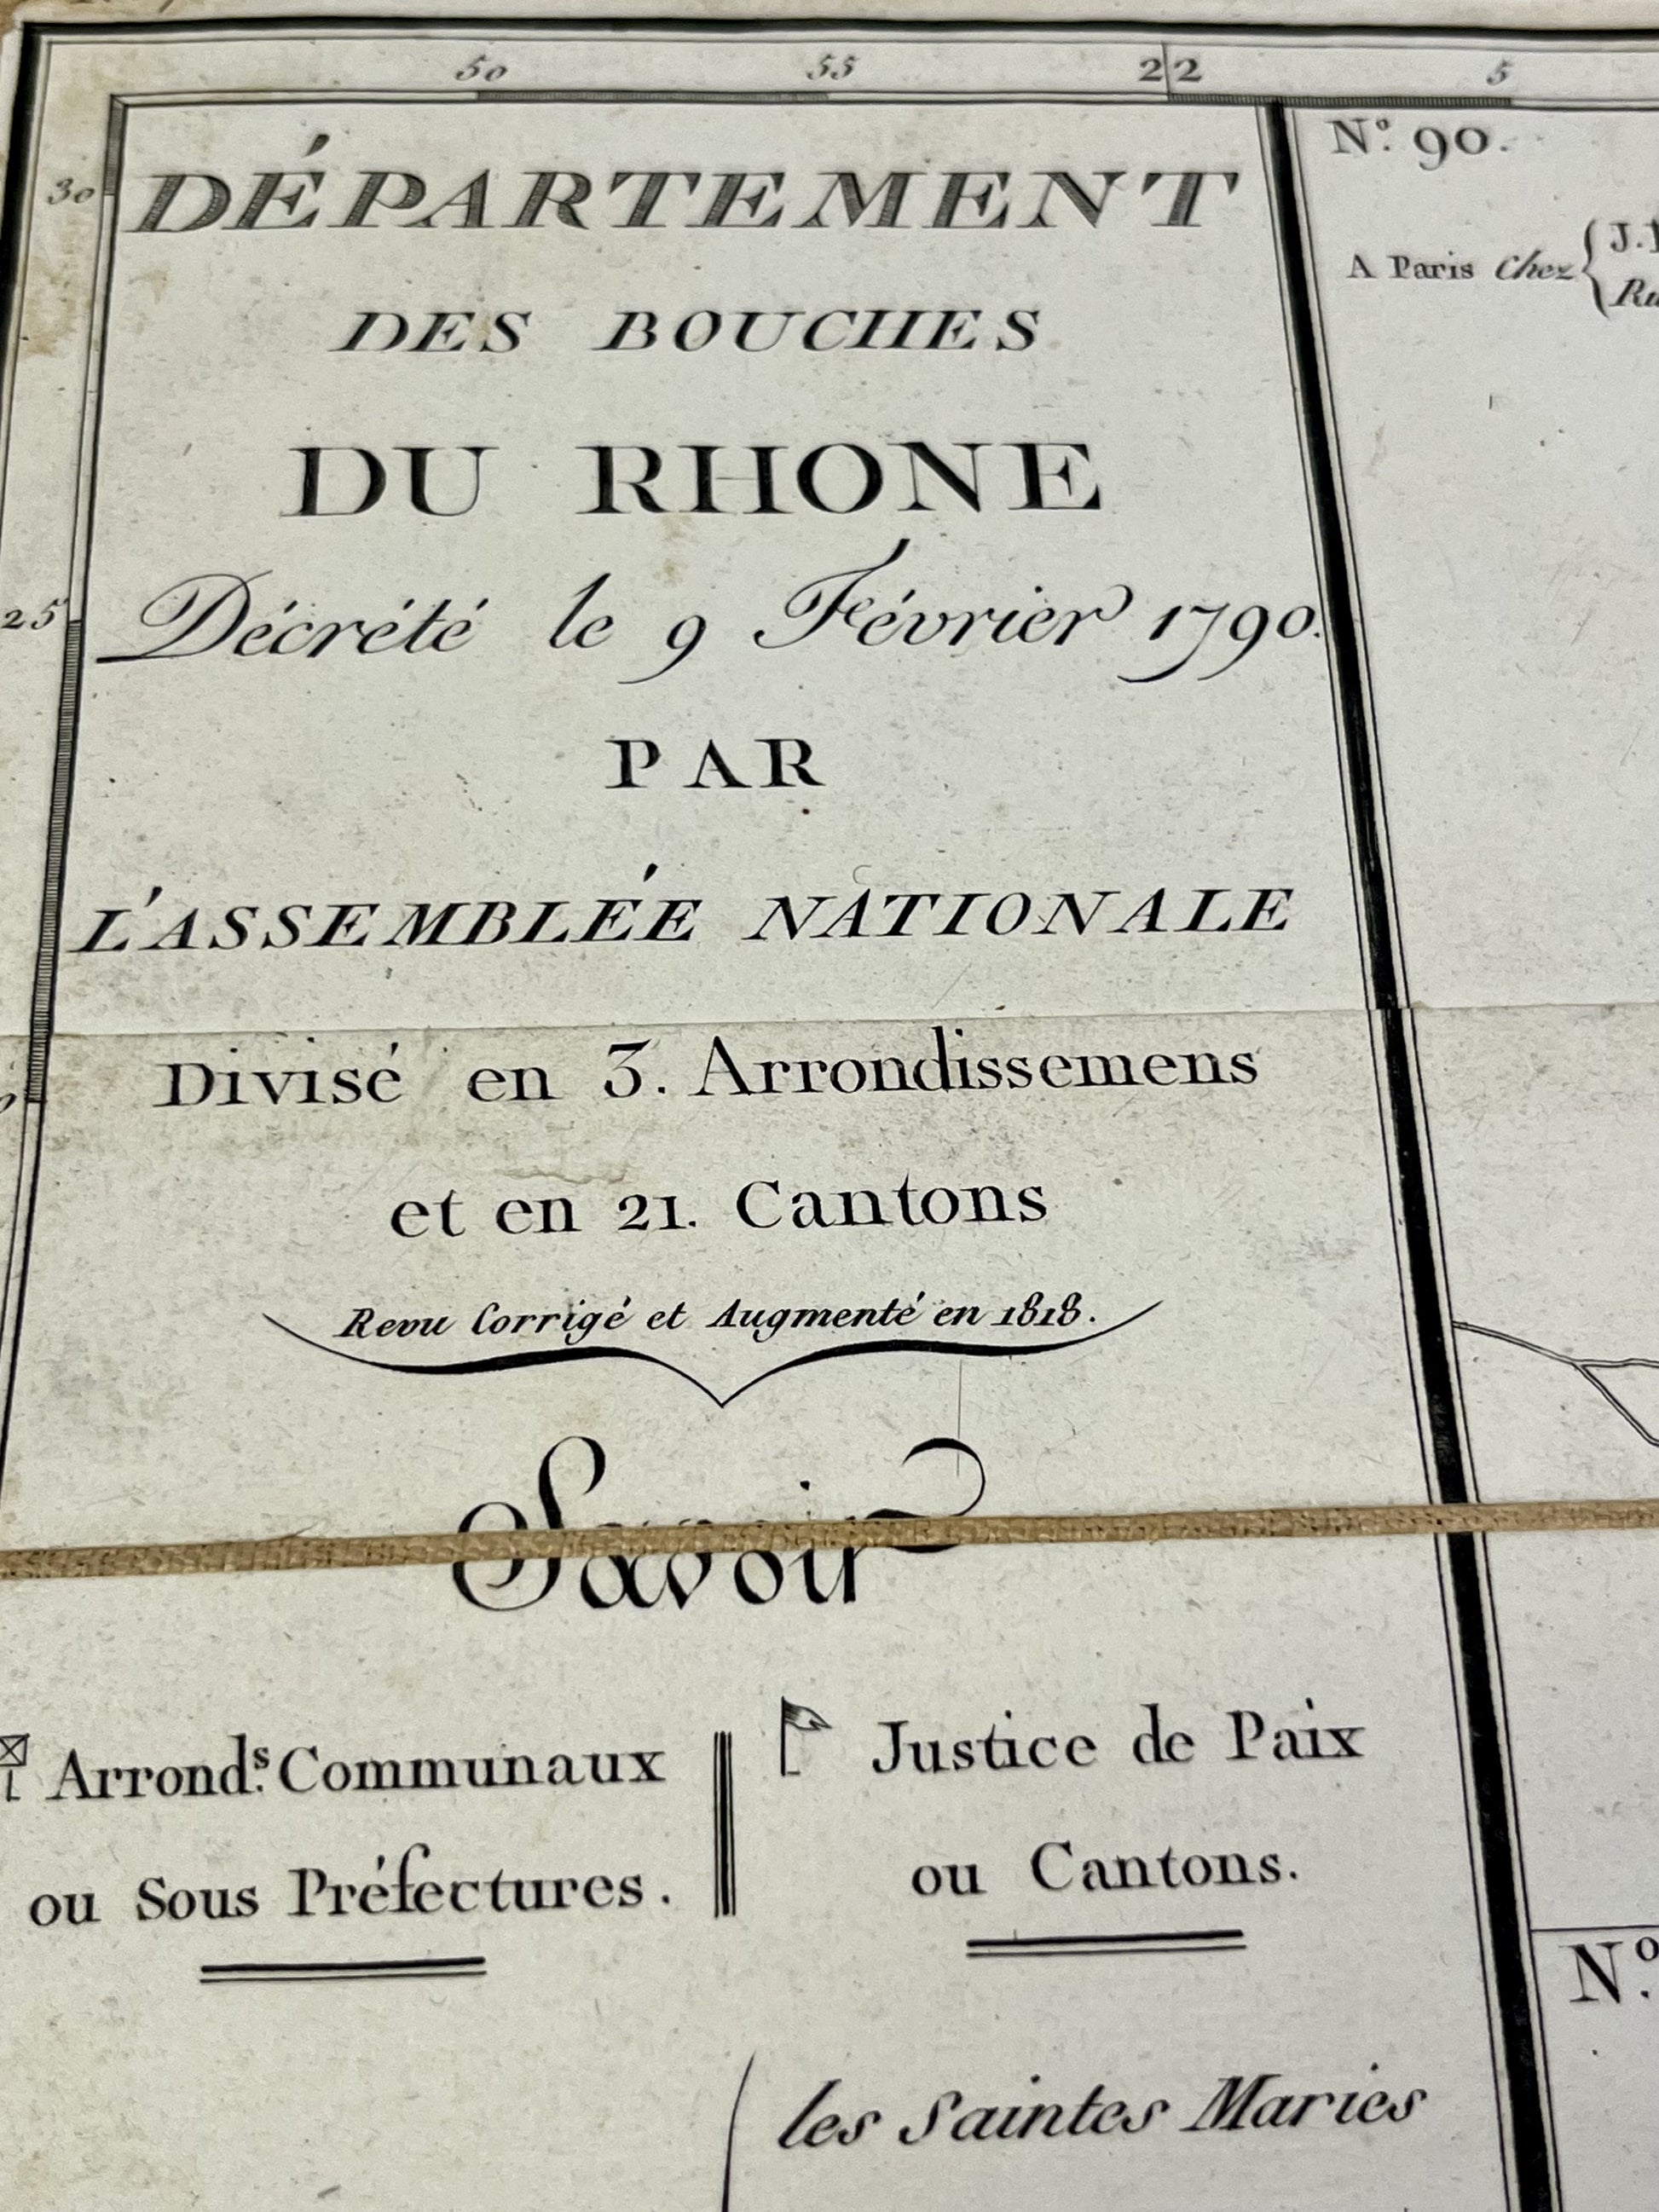 50 55 22 5
N.º 90.
30
DÉPARTEMENT
A Paris Chez
DES BOUCHES
DU RHONE
25
Décrété le 9 Février 1790.
PAR
L'ASSEMBLÉE NATIONALE
Divisé en 3. Arrondissemens
et en 21. Cantons
Revu Corrigé et Augmenté en 1818.
Savoir
Arrond.s Communaux
ou Sous Préfectures.
Justice de Paix
ou Cantons.
N.º
les Saintes Maries